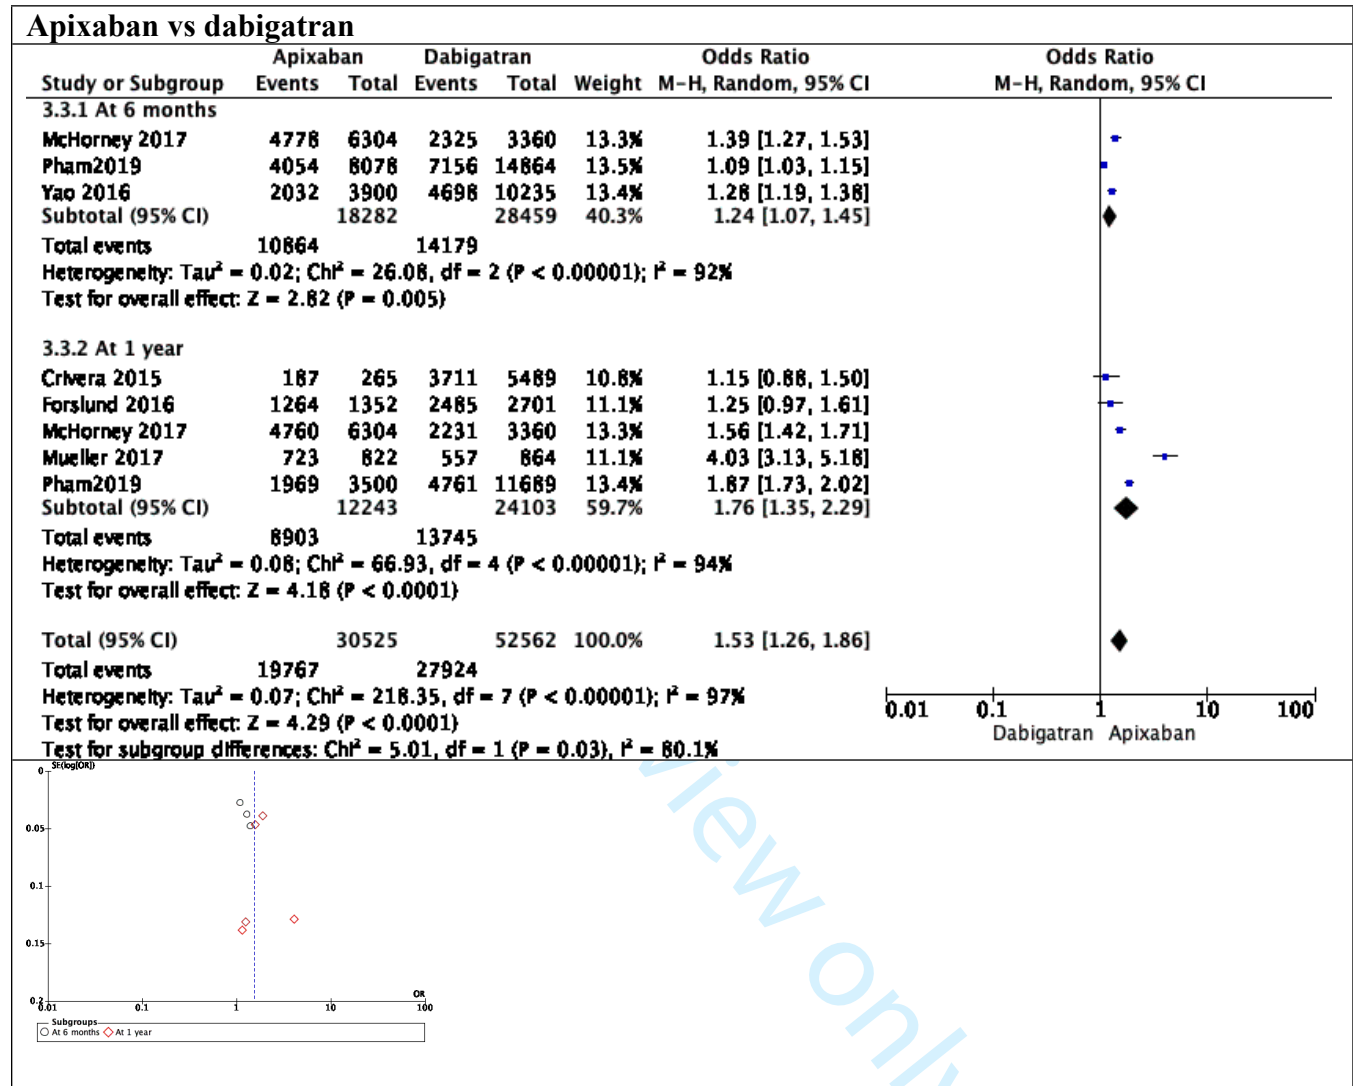 Apixaban vs dabigatran
Apixaban Dabigatran Odds Ratio Odds Ratio
Study or Subgroup Events Total Events Total Weight M-H, Random, 95% CI M-H, Random, 95% CI
3.3.1 At 6 months
McHorney 2017 4778 6304 2325 3360 13.3% 1.39 [1.27, 1.53]
Pham2019 4054 8078 7156 14864 13.5% 1.09 [1.03, 1.15]
Yao 2016 2032 3900 4698 10235 13.4% 1.28 [1.19, 1.38]
Subtotal (95% CI) 18282 28459 40.3% 1.24 [1.07, 1.45]
Total events 10864 14179
Heterogeneity: Tau² = 0.02; Chi² = 26.08, df = 2 (P < 0.00001); I² = 92%
Test for overall effect: Z = 2.82 (P = 0.005)
3.3.2 At 1 year
Crivera 2015 187 265 3711 5489 10.8% 1.15 [0.88, 1.50]
Forslund 2016 1264 1352 2485 2701 11.1% 1.25 [0.97, 1.61]
McHorney 2017 4760 6304 2231 3360 13.3% 1.56 [1.42, 1.71]
Mueller 2017 723 822 557 864 11.1% 4.03 [3.13, 5.18]
Pham2019 1969 3500 4761 11689 13.4% 1.87 [1.73, 2.02]
Subtotal (95% CI) 12243 24103 59.7% 1.76 [1.35, 2.29]
Total events 8903 13745
Heterogeneity: Tau² = 0.08; Chi² = 66.93, df = 4 (P < 0.00001); I² = 94%
Test for overall effect: Z = 4.18 (P < 0.0001)
Total (95% CI) 30525 52562 100.0% 1.53 [1.26, 1.86]
Total events 19767 27924
Heterogeneity: Tau² = 0.07; Chi² = 218.35, df = 7 (P < 0.00001); I² = 97%
Test for overall effect: Z = 4.29 (P < 0.0001)
Test for subgroup differences: Chi² = 5.01, df = 1 (P = 0.03), I² = 80.1%
0.01 0.1 1 10 100
Dabigatran Apixaban
SE(log[OR])
0
0.05
0.1
0.15
0.2
0.01 0.1 1 10 100
OR
Subgroups
At 6 months At 1 year
view only